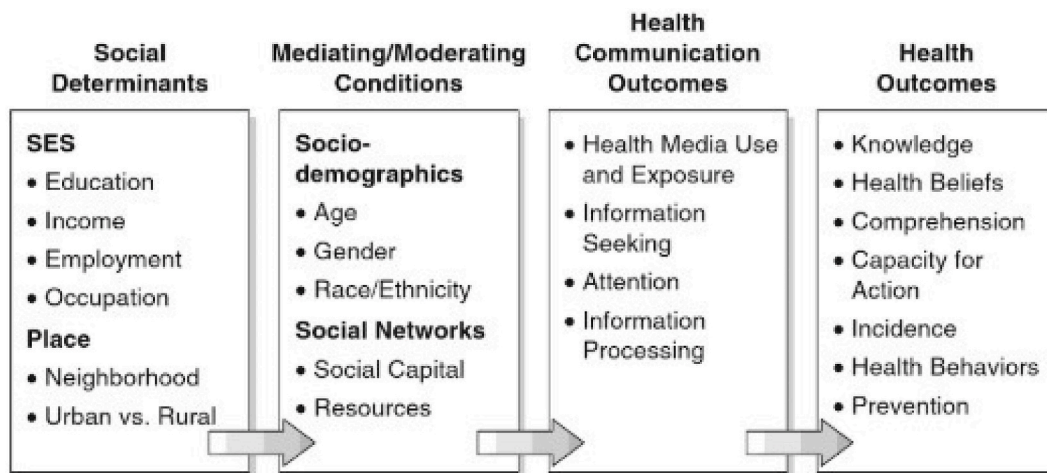 Social
Determinants
SES
• Education
• Income
• Employment
• Occupation
Place
• Neighborhood
• Urban vs. Rural
Mediating/Moderating
Conditions
Socio-
demographics
• Age
• Gender
• Race/Ethnicity
Social Networks
• Social Capital
• Resources
Health
Communication
Outcomes
• Health Media Use
and Exposure
• Information
Seeking
• Attention
• Information
Processing
Health
Outcomes
• Knowledge
• Health Beliefs
• Comprehension
• Capacity for
Action
• Incidence
• Health Behaviors
• Prevention